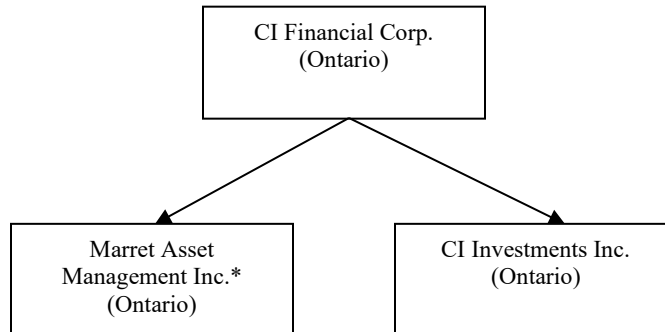 CI Financial Corp.
(Ontario)
Marret Asset
Management Inc.*
(Ontario)
CI Investments Inc.
(Ontario)